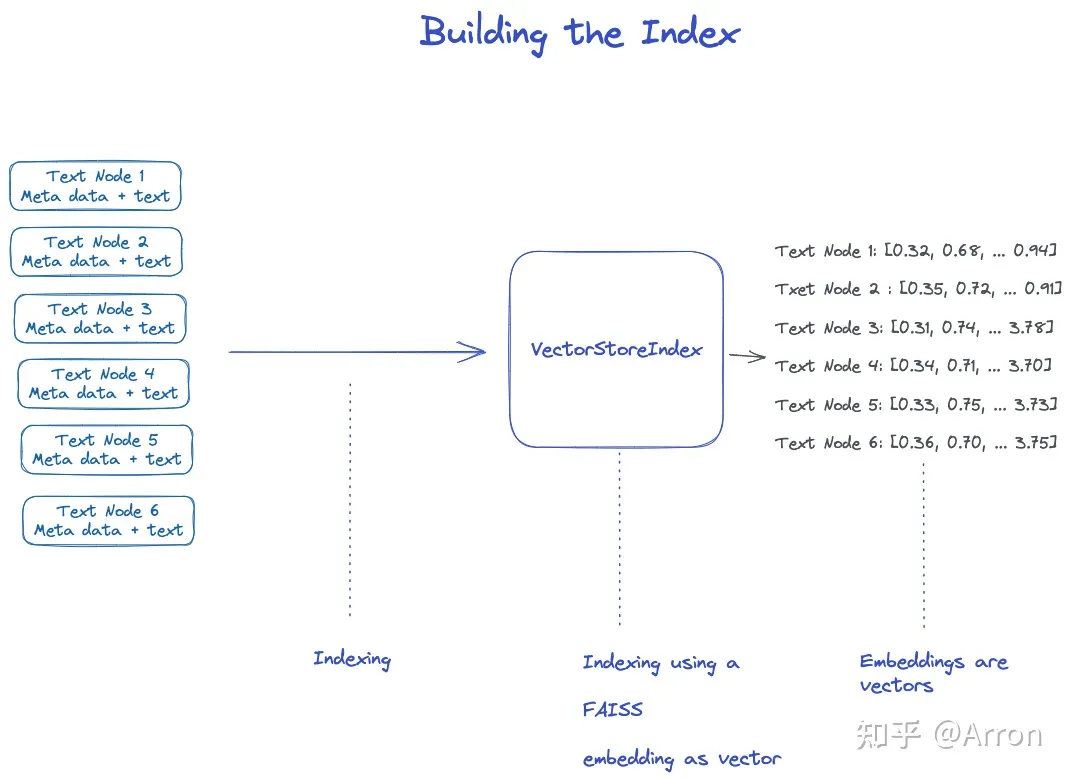 Building the Index
Text Node 1
Meta data + text
Text Node 2
Meta data + text
Text Node 3
Meta data + text
Text Node 4
Meta data + text
Text Node 5
Meta data + text
Text Node 6
Meta data + text
VectorStoreIndex
Text Node 1: [0.32, 0.68, ... 0.94]
Txet Node 2 : [0.35, 0.72, ... 0.91]
Text Node 3: [0.31, 0.74, ... 3.78]
Text Node 4: [0.34, 0.71, ... 3.70]
Text Node 5: [0.33, 0.75, ... 3.73]
Text Node 6: [0.36, 0.70, ... 3.75]
Indexing
Indexing using a
FAISS
embedding as vector
Embeddings are
vectors
知乎 @Arron